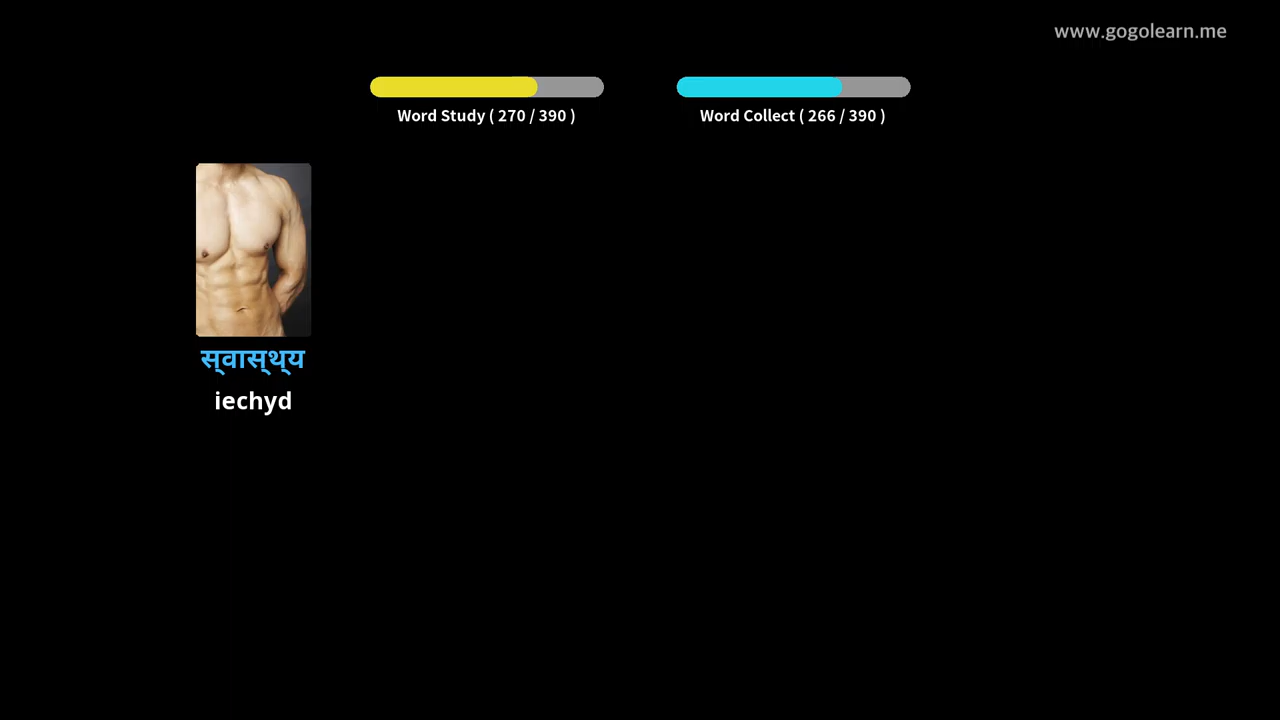 www.gogolearn.me
Word Study ( 270 / 390 )
Word Collect ( 266 / 390 )
स्वास्थ्य
iechyd